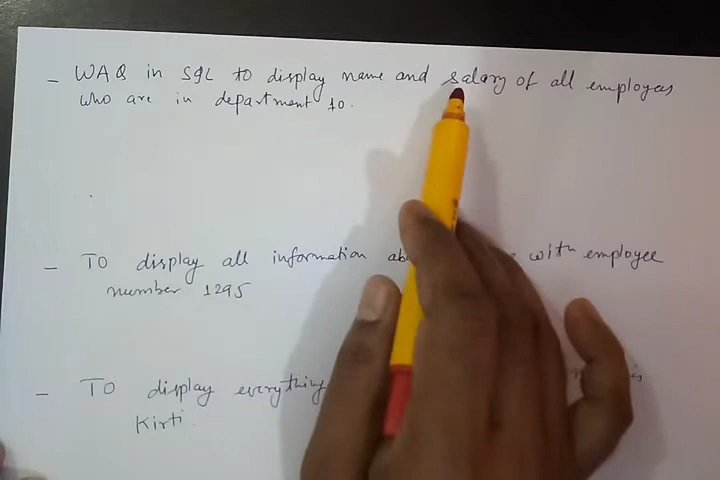 - WAQ in SQL to display name and salary of all employees
who are in department 10.
- TO display all information with employee
number 1295
- TO display everything
Kirti